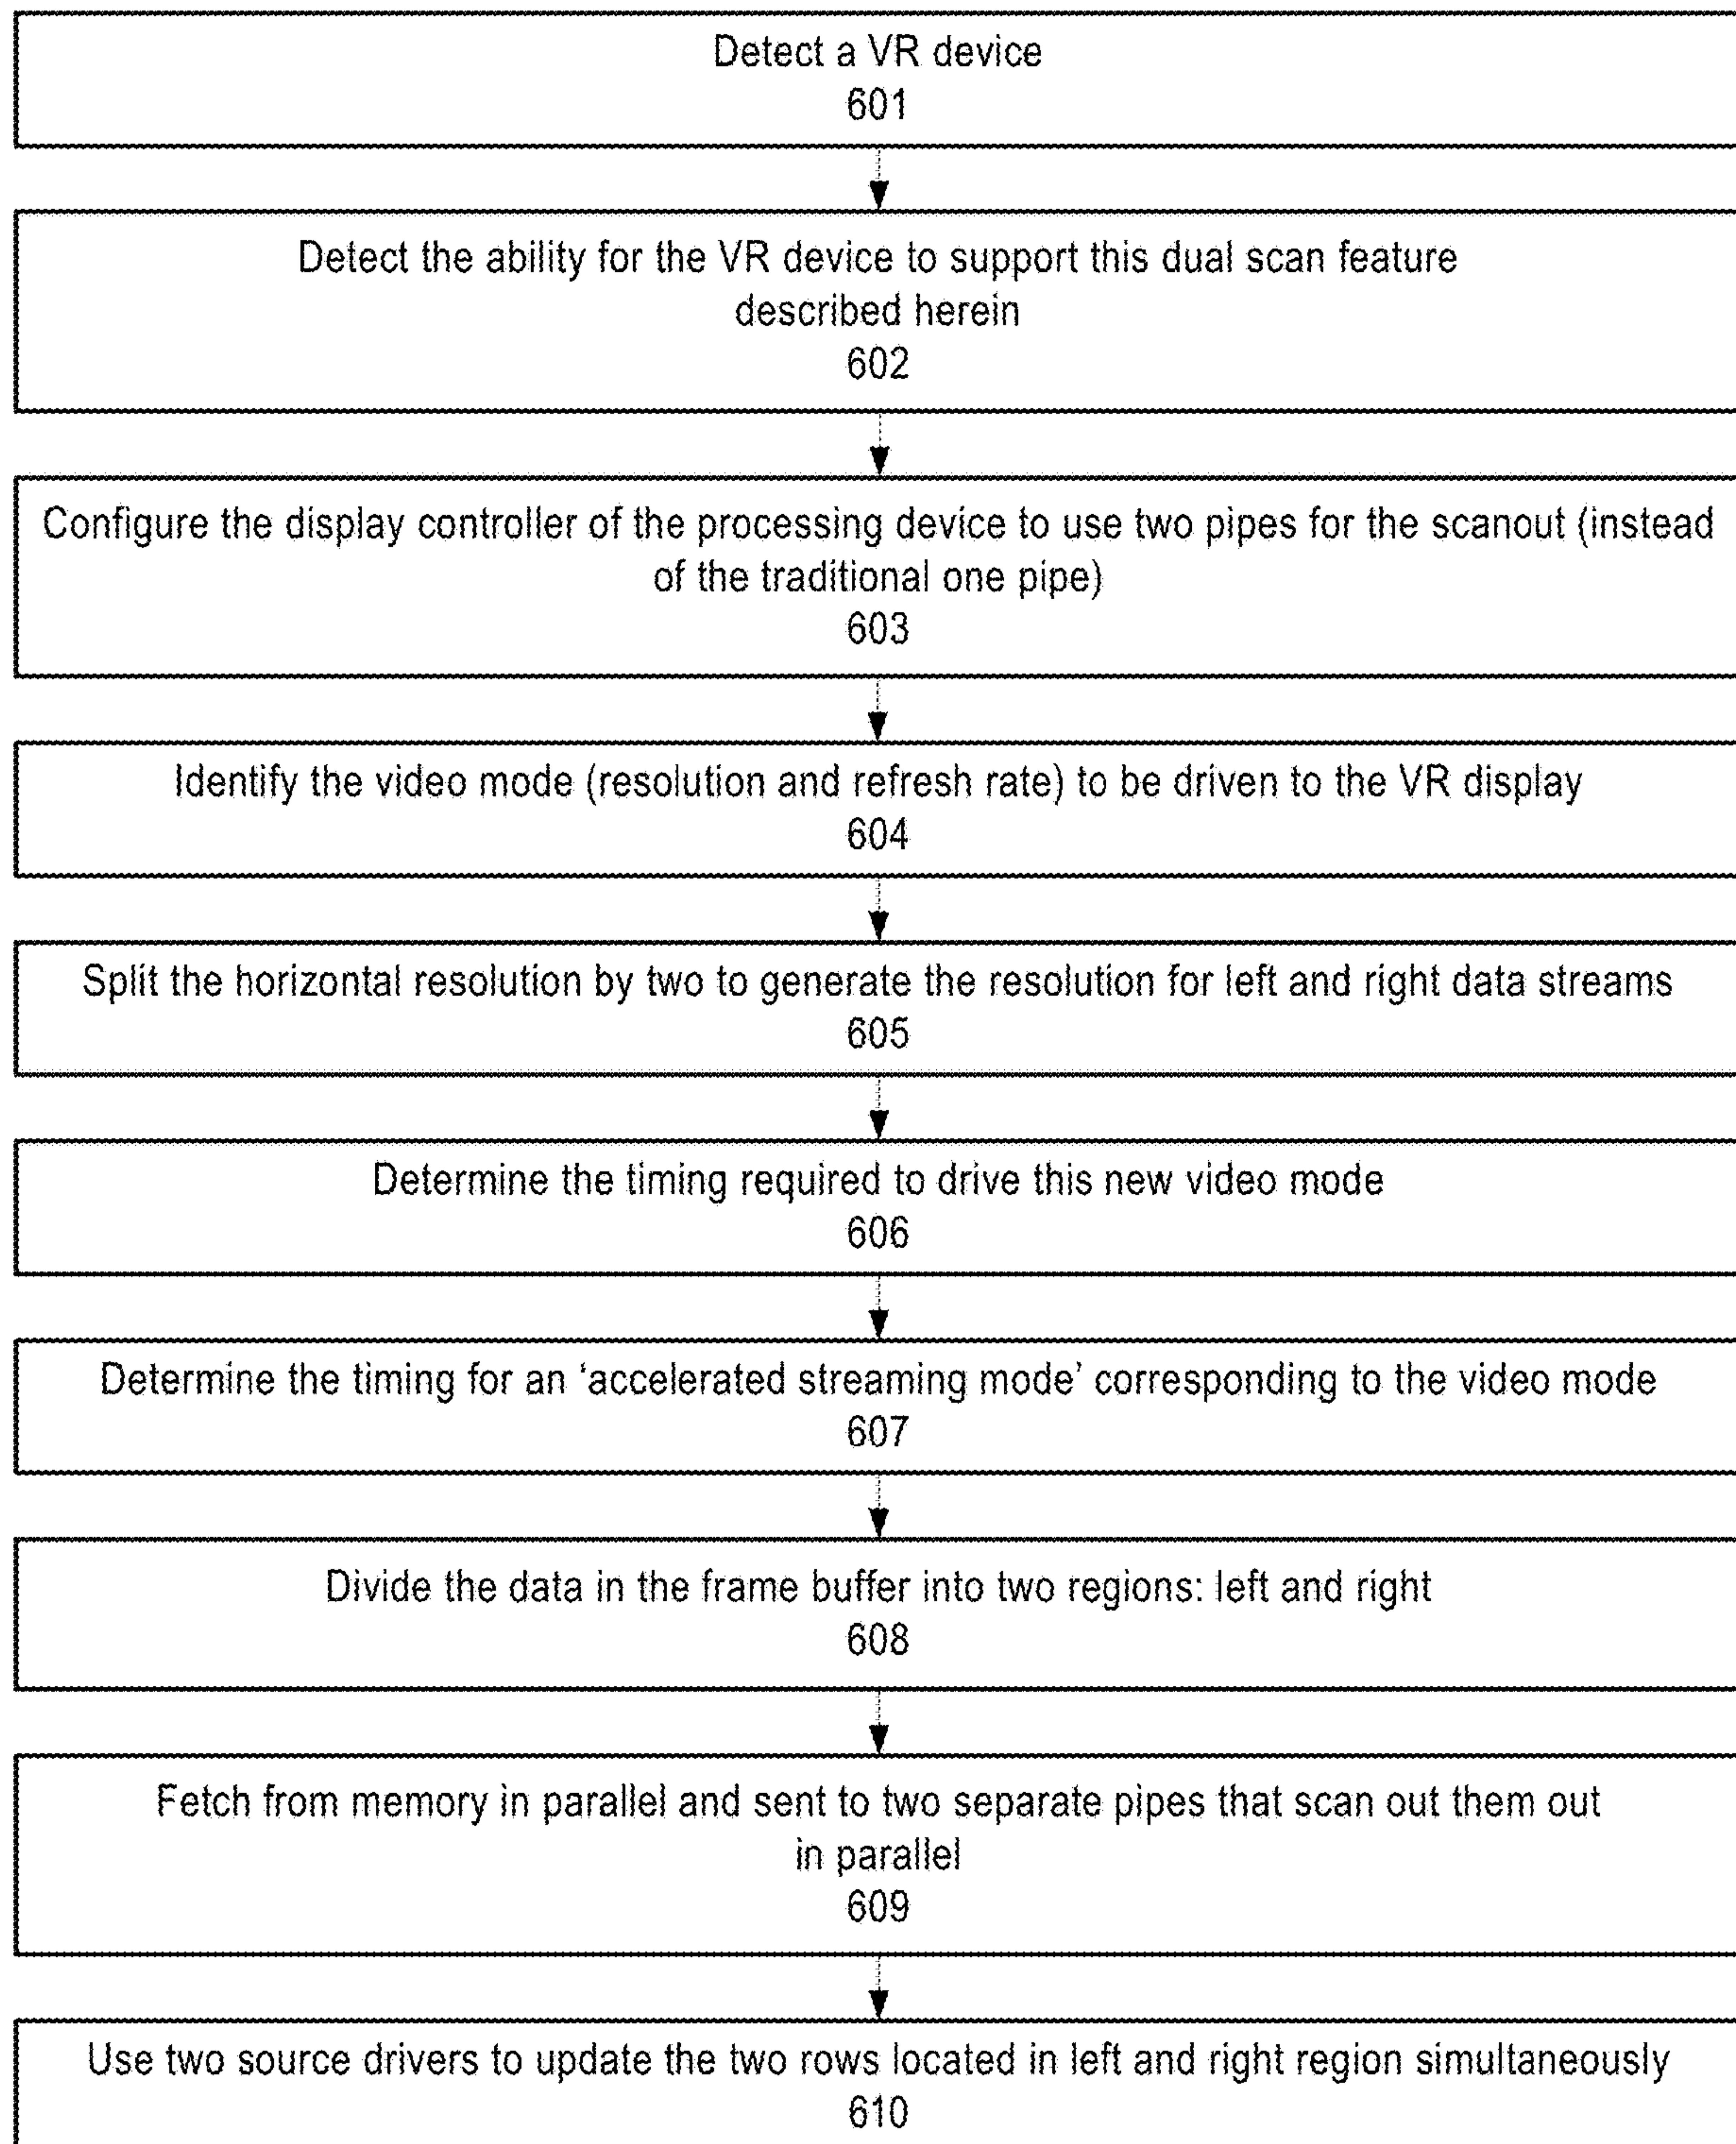 Detect a VR device
601
Detect the ability for the VR device to support this dual scan feature
described herein
602
Configure the display controller of the processing device to use two pipes for the scanout (instead
of the traditional one pipe)
603
Identify the video mode (resolution and refresh rate) to be driven to the VR display
604
Split the horizontal resolution by two to generate the resolution for left and right data streams
605
Determine the timing required to drive this new video mode
606
Determine the timing for an ‘accelerated streaming mode’ corresponding to the video mode
607
Divide the data in the frame buffer into two regions: left and right
608
Fetch from memory in parallel and sent to two separate pipes that scan out them out
in parallel
609
Use two source drivers to update the two rows located in left and right region simultaneously
610